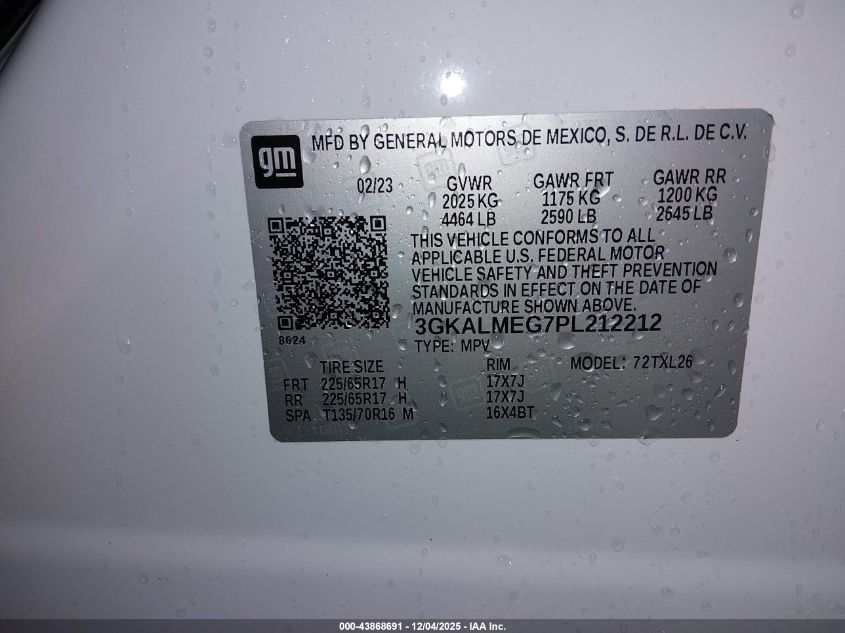 gm
MFD BY GENERAL MOTORS DE MEXICO, S. DE R.L. DE C.V.
02/23 GVWR GAWR FRT GAWR RR
2025 KG 1175 KG 1200 KG
4464 LB 2590 LB 2645 LB
THIS VEHICLE CONFORMS TO ALL
APPLICABLE U.S. FEDERAL MOTOR
VEHICLE SAFETY AND THEFT PREVENTION
STANDARDS IN EFFECT ON THE DATE OF
MANUFACTURE SHOWN ABOVE.
3GKALMEG7PL212212
8624
TYPE: MPV
TIRE SIZE RIM MODEL: 72TXL26
FRT 225/65R17 H 17X7J
RR 225/65R17 H 17X7J
SPA T135/70R16 M 16X4BT
000-43868691 - 12/04/2025 - IAA Inc.